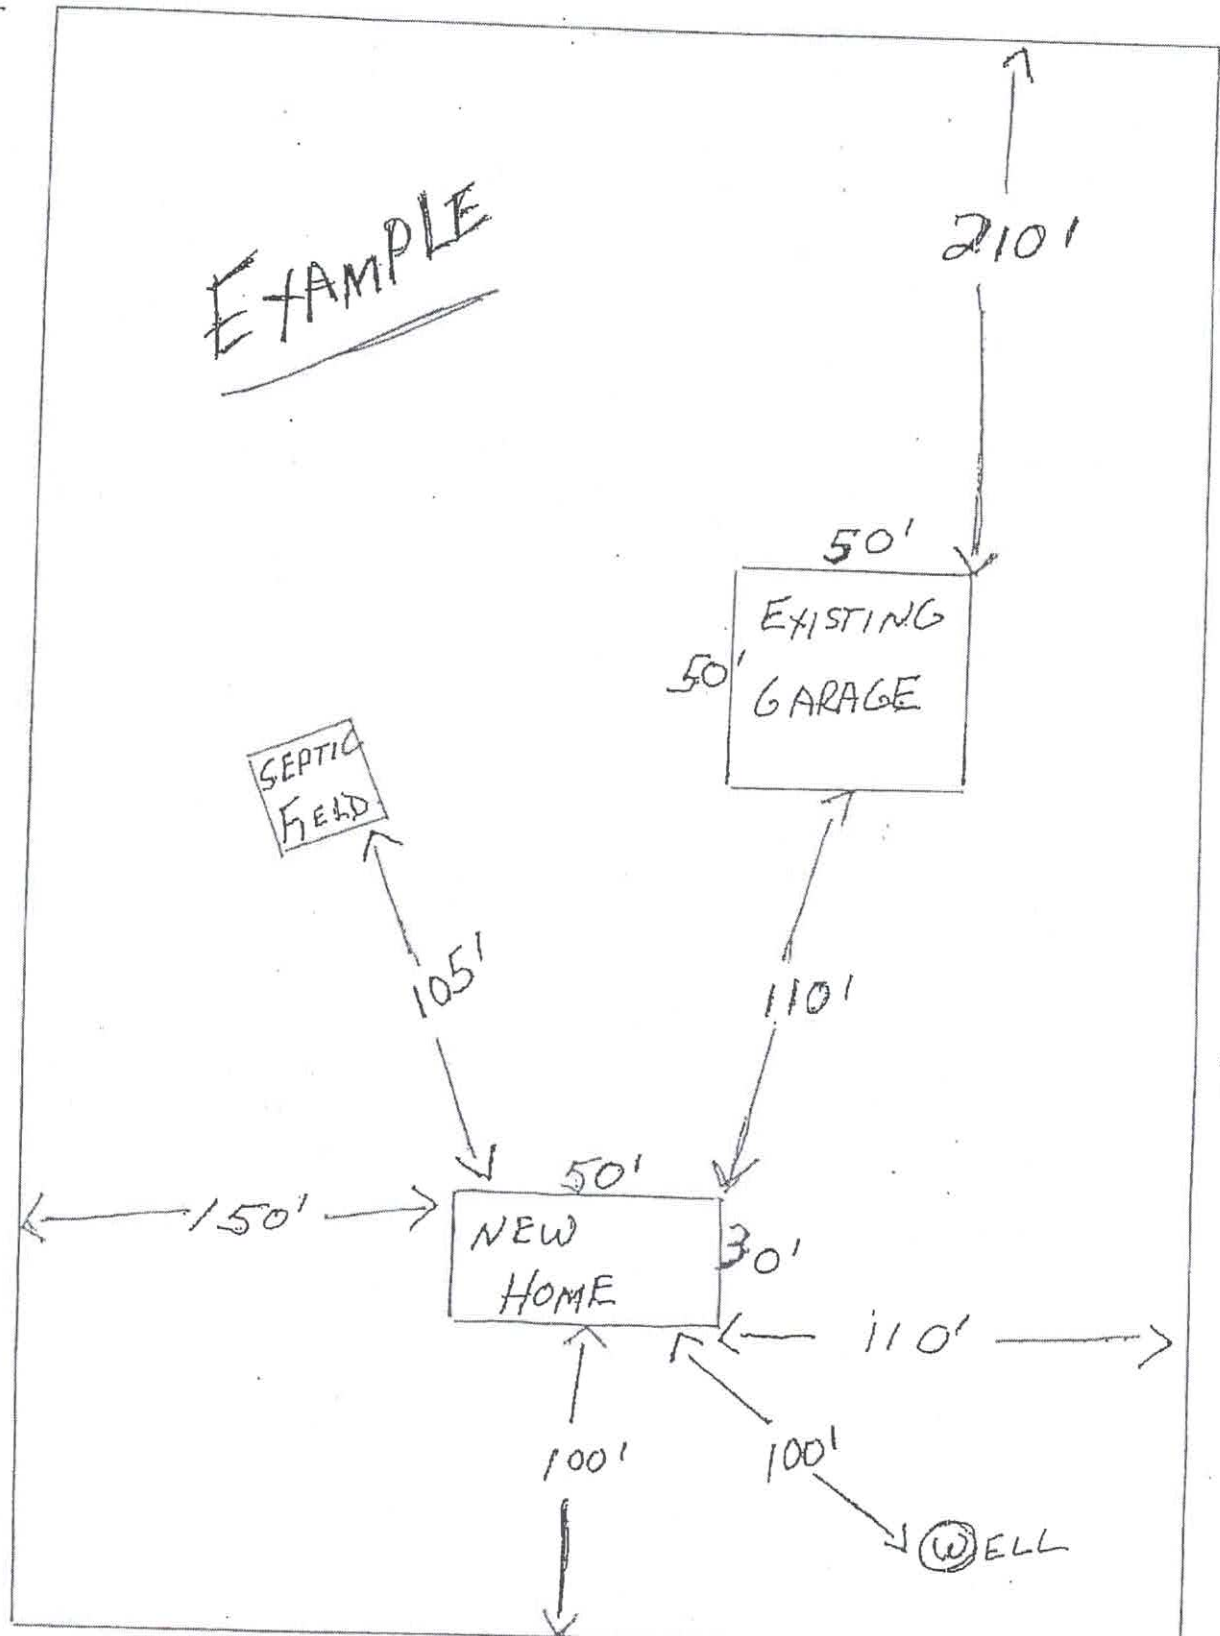 EXAMPLE
210'
50'
EXISTING
50'
GARAGE
SEPTIC
FIELD
105'
110'
50'
150'
NEW
30'
HOME
110'
100'
100'
WELL